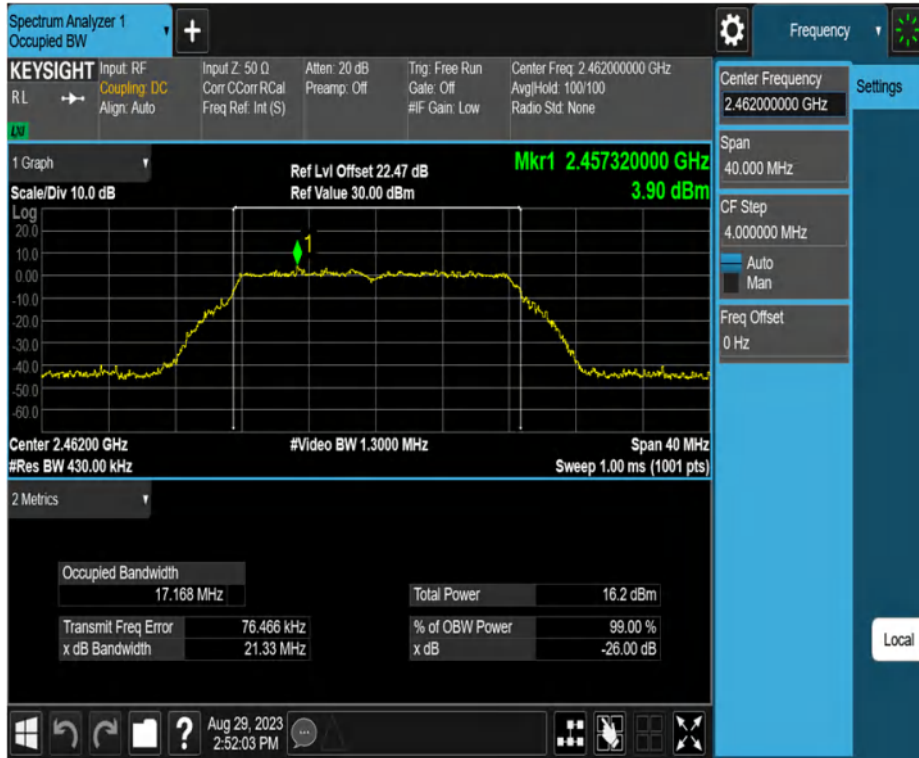 Spectrum Analyzer 1
Occupied BW
+
Frequency
KEYSIGHT
RL
LXI
Input: RF
Coupling: DC
Align: Auto
Input Z: 50 Ω
Corr CCorr RCal
Freq Ref: Int (S)
Atten: 20 dB
Preamp: Off
Trig: Free Run
Gate: Off
#IF Gain: Low
Center Freq: 2.462000000 GHz
Avg|Hold: 100/100
Radio Std: None
1 Graph
Scale/Div 10.0 dB
Ref Lvl Offset 22.47 dB
Ref Value 30.00 dBm
Mkr1 2.457320000 GHz
3.90 dBm
Log
20.0
10.0
0.00
-10.0
-20.0
-30.0
-40.0
-50.0
-60.0
1
Center 2.46200 GHz
#Res BW 430.00 kHz
#Video BW 1.3000 MHz
Span 40 MHz
Sweep 1.00 ms (1001 pts)
2 Metrics
Occupied Bandwidth
17.168 MHz
Transmit Freq Error 76.466 kHz
x dB Bandwidth 21.33 MHz
Total Power 16.2 dBm
% of OBW Power 99.00 %
x dB -26.00 dB
Center Frequency
2.462000000 GHz
Span
40.000 MHz
CF Step
4.000000 MHz
Auto
Man
Freq Offset
0 Hz
Settings
Local
?
Aug 29, 2023
2:52:03 PM